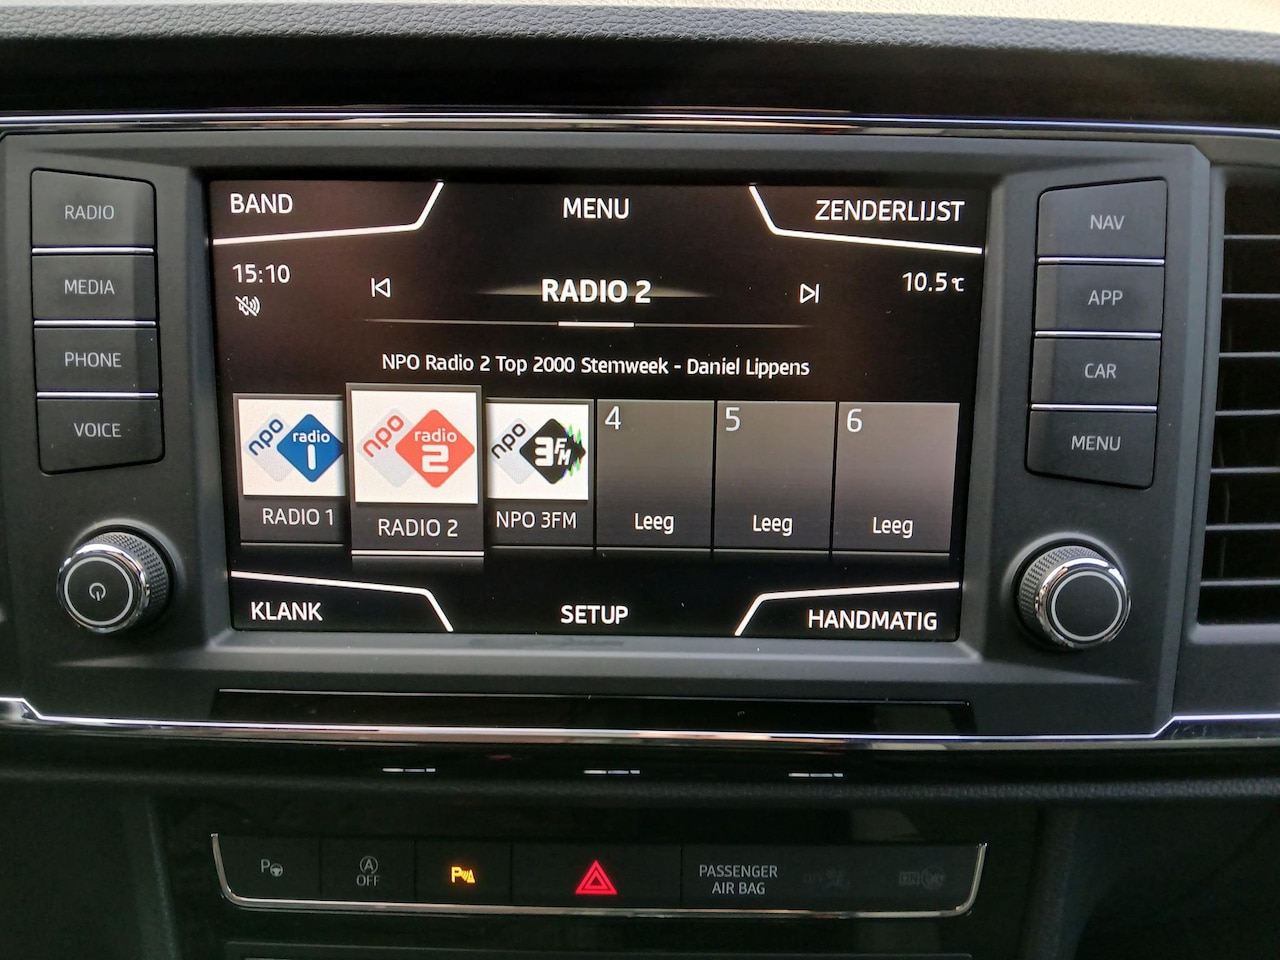 BAND
MENU
ZENDERLIJST
15:10
RADIO 2
10.5°C
NPO Radio 2 Top 2000 Stemweek - Daniel Lippens
npo radio 1
npo radio 2
npo 3FM
4
5
6
RADIO 1
RADIO 2
NPO 3FM
Leeg
Leeg
Leeg
KLANK
SETUP
HANDMATIG
RADIO
MEDIA
PHONE
VOICE
NAV
APP
CAR
MENU
P
A
OFF
P
PASSENGER
AIR BAG